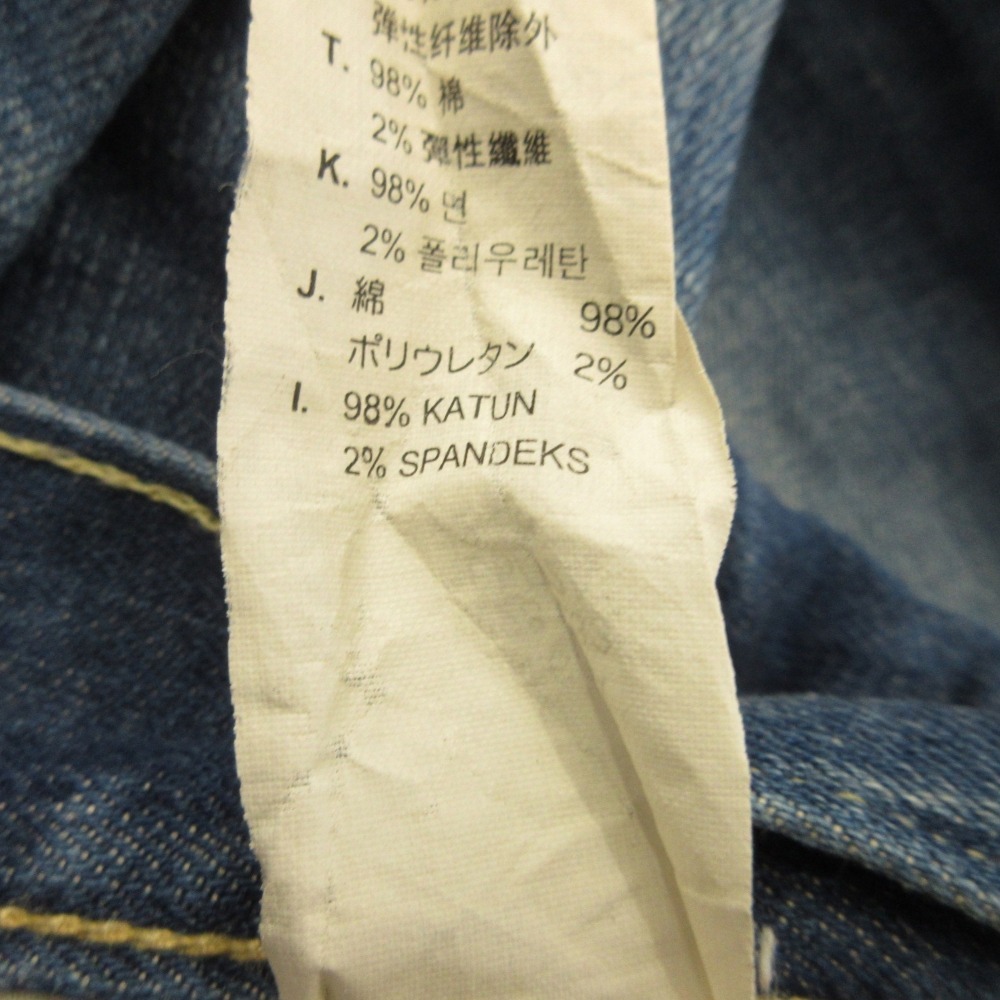 弹性纤维除外
T. 98% 棉
2% 彈性纖維
K. 98% 면
2% 폴리우레탄
J. 綿 98%
ポリウレタン 2%
I. 98% KATUN
2% SPANDEKS